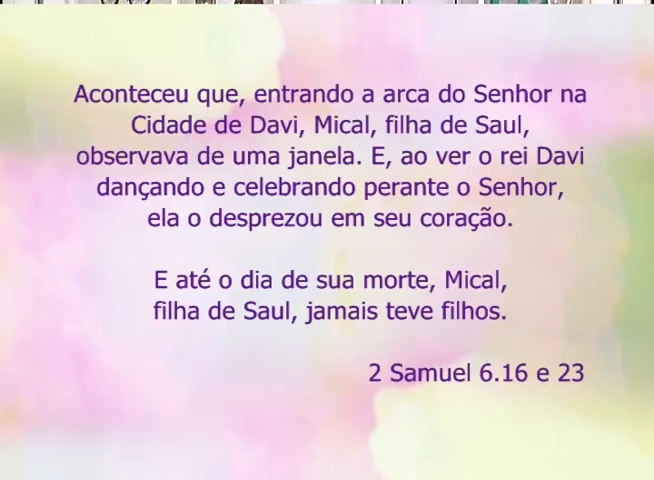 Aconteceu que, entrando a arca do Senhor na
Cidade de Davi, Mical, filha de Saul,
observava de uma janela. E, ao ver o rei Davi
dançando e celebrando perante o Senhor,
ela o desprezou em seu coração.
E até o dia de sua morte, Mical,
filha de Saul, jamais teve filhos.
2 Samuel 6.16 e 23